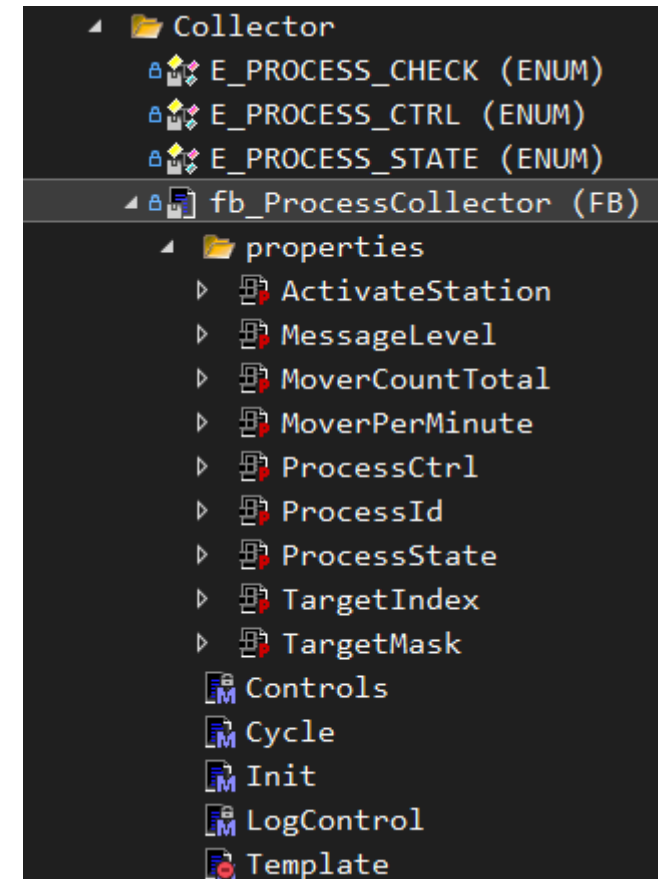 Collector
E_PROCESS_CHECK (ENUM)
E_PROCESS_CTRL (ENUM)
E_PROCESS_STATE (ENUM)
fb_ProcessCollector (FB)
properties
ActivateStation
MessageLevel
MoverCountTotal
MoverPerMinute
ProcessCtrl
ProcessId
ProcessState
TargetIndex
TargetMask
Controls
Cycle
Init
LogControl
Template